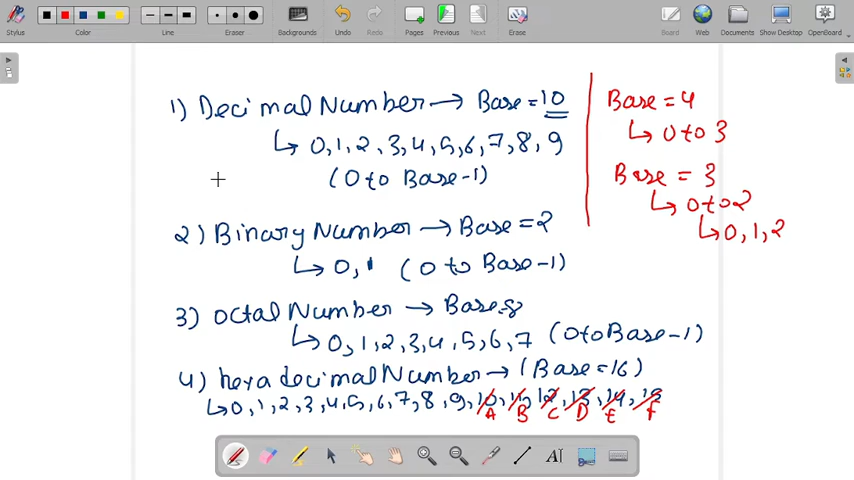 Stylus
Color
Line
Eraser
Backgrounds
Undo
Pages
Previous
Next
Erase
Board
Web
Documents
Show Desktop
OpenBoard
1) Decimal Number → Base = 10
↳ 0, 1, 2, 3, 4, 5, 6, 7, 8, 9
(0 to Base-1)
2) Binary Number → Base = 2
↳ 0, 1 (0 to Base-1)
3) octal Number → Base=8
↳ 0, 1, 2, 3, 4, 5, 6, 7 (0 to Base-1)
4) hexa decimal Number → (Base = 16)
↳ 0, 1, 2, 3, 4, 5, 6, 7, 8, 9, 10, 11, 12, 13, 14, 15
A B C D E F
Base = 4
↳ 0 to 3
Base = 3
↳ 0 to 2
↳ 0, 1, 2